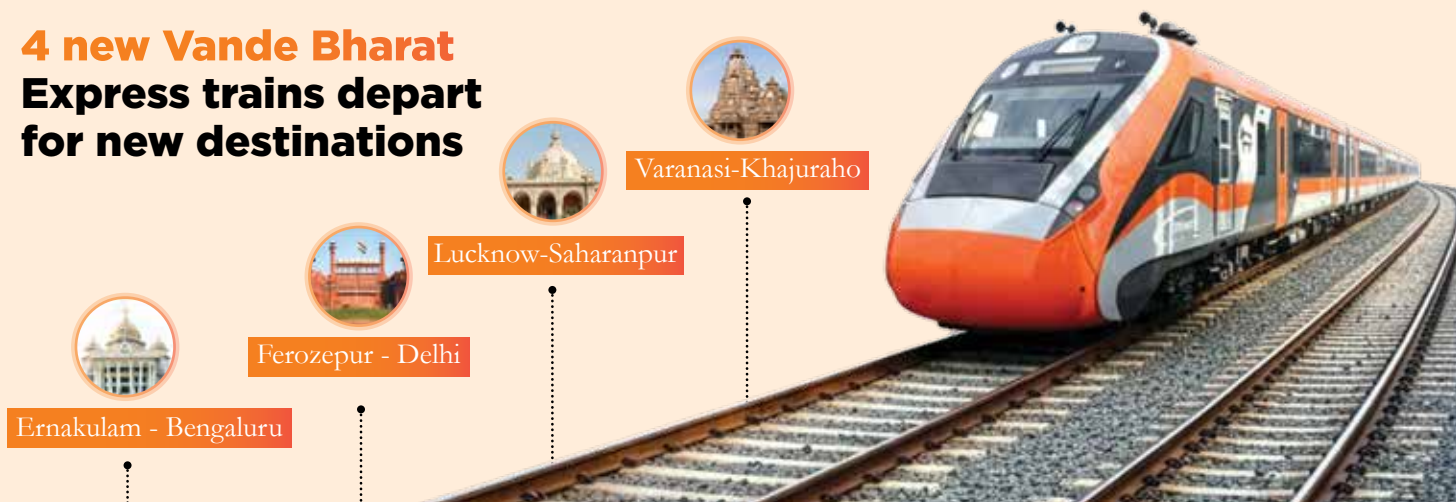 4 new Vande Bharat
Express trains depart
for new destinations
Varanasi-Khajuraho
Lucknow-Saharanpur
Ferozepur - Delhi
Ernakulam - Bengaluru